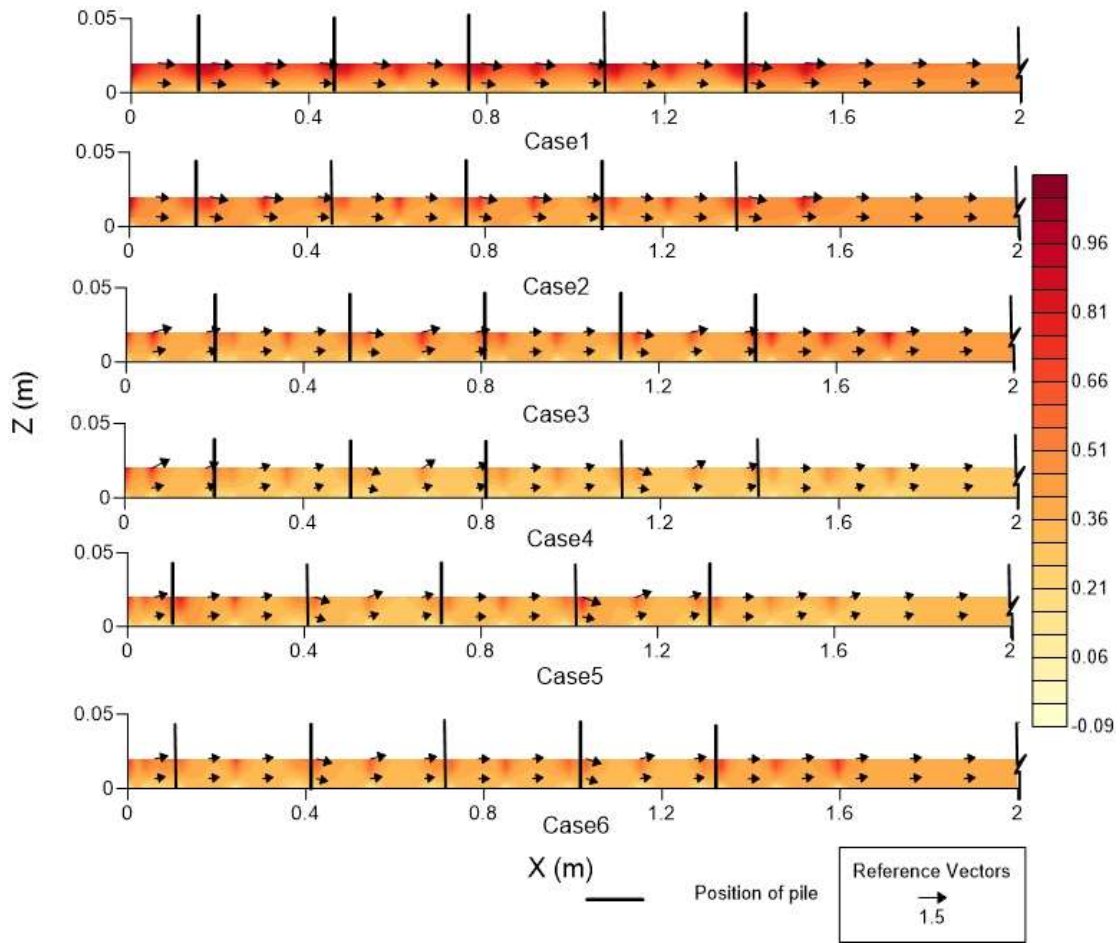 0.05
0
0 0.4 0.8 1.2 1.6 2
Case1
0.05
0
0 0.4 0.8 1.2 1.6 2
Case2
0.05
0
0 0.4 0.8 1.2 1.6 2
Case3
0.05
0
0 0.4 0.8 1.2 1.6 2
Case4
0.05
0
0 0.4 0.8 1.2 1.6 2
Case5
0.05
0
0 0.4 0.8 1.2 1.6 2
Case6
Z (m)
X (m)
0.96
0.81
0.66
0.51
0.36
0.21
0.06
-0.09
Position of pile
Reference Vectors
1.5